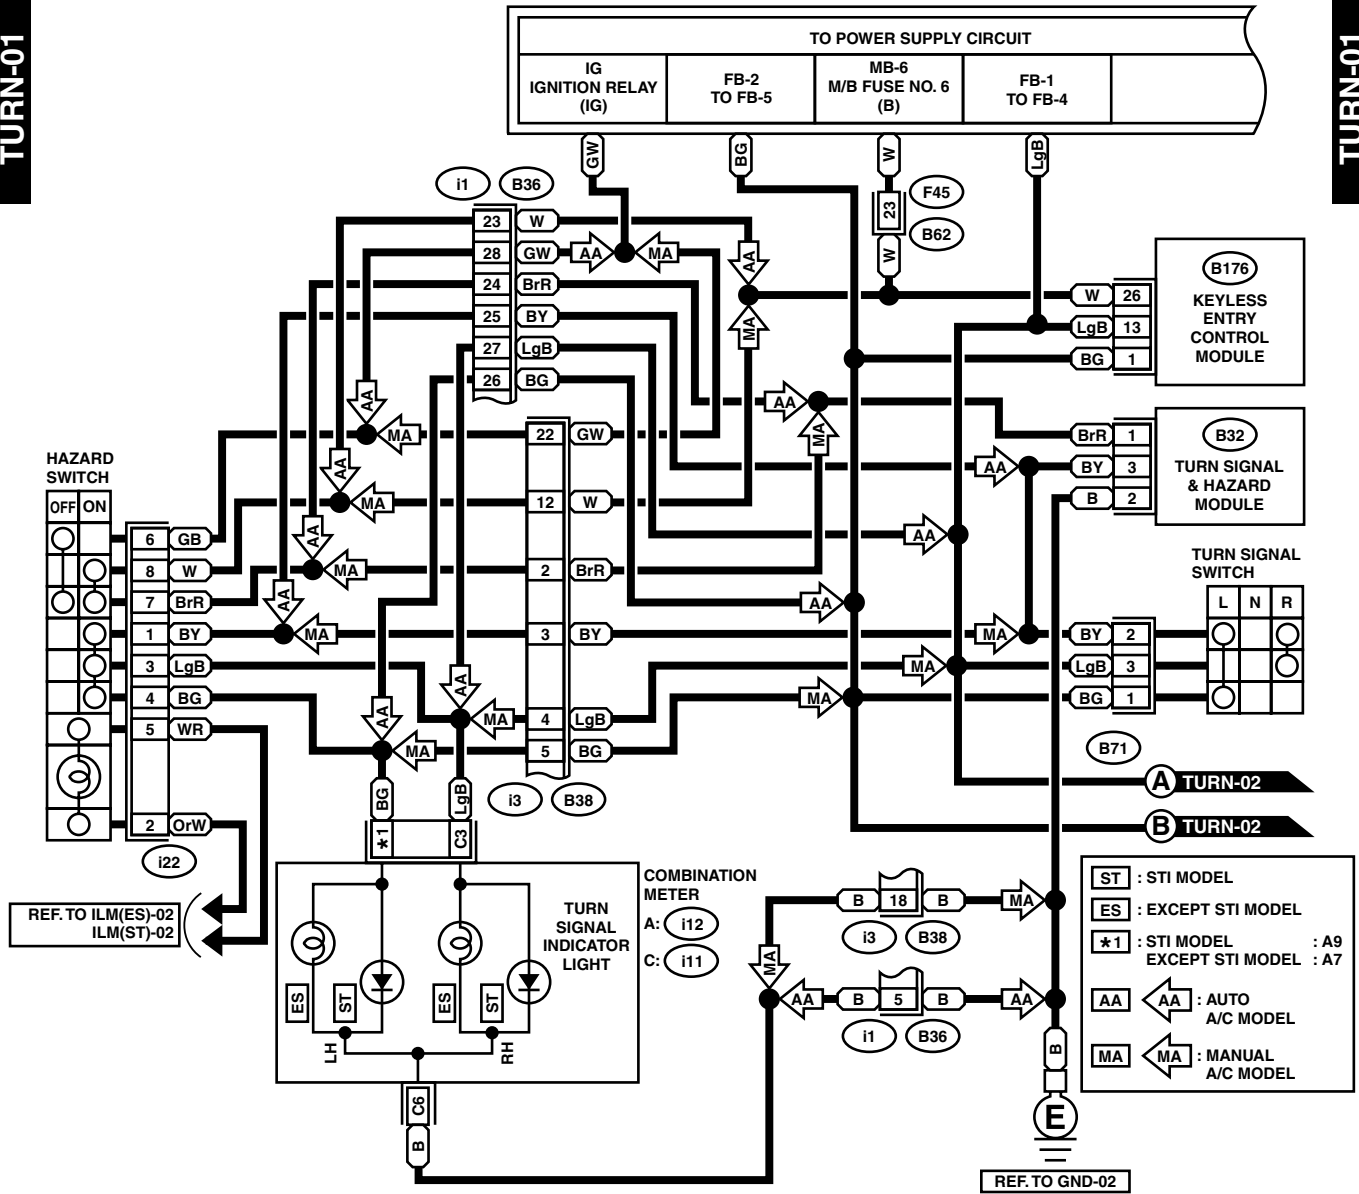 TURN-01
TURN-01
TO POWER SUPPLY CIRCUIT
IG
IGNITION RELAY
(IG)
FB-2
TO FB-5
MB-6
M/B FUSE NO. 6
(B)
FB-1
TO FB-4
GW
BG
W
LgB
i1
B36
23
F45
B62
W
23 W
28 GW AA MA
24 BrR
25 BY
27 LgB
26 BG
AA
MA
B176
KEYLESS
ENTRY
CONTROL
MODULE
W 26
LgB 13
BG 1
AA
MA
22 GW
AA
MA
BrR 1
BY 3
B 2
B32
TURN SIGNAL
& HAZARD
MODULE
AA
AA
MA
12 W
AA
AA
MA
2 BrR
AA
AA
MA
3 BY
MA
HAZARD
SWITCH
OFF ON
6 GB
8 W
7 BrR
1 BY
3 LgB
4 BG
5 WR
2 OrW
i22
TURN SIGNAL
SWITCH
L N R
BY 2
LgB 3
BG 1
B71
MA
MA
AA
MA
4 LgB
AA
MA
5 BG
i3
B38
A TURN-02
B TURN-02
BG
LgB
*1
C3
REF. TO ILM(ES)-02
ILM(ST)-02
TURN
SIGNAL
INDICATOR
LIGHT
ES
ST
ES
ST
LH
RH
COMBINATION
METER
A: i12
C: i11
C6
B
B 18 B MA
i3
B38
MA
AA B 5 B AA
i1
B36
B
E
REF. TO GND-02
ST : STI MODEL
ES : EXCEPT STI MODEL
*1 : STI MODEL : A9
EXCEPT STI MODEL : A7
AA AA : AUTO
A/C MODEL
MA MA : MANUAL
A/C MODEL